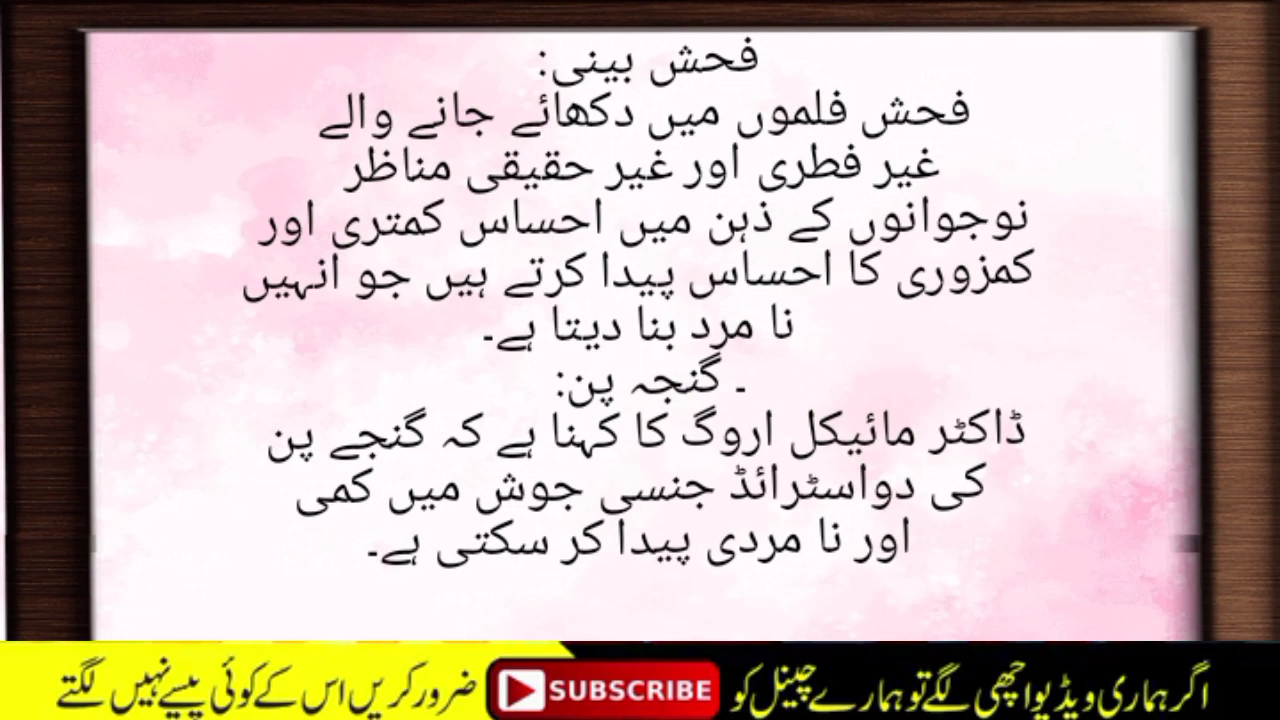 فحش بینی:
فحش فلموں میں دکھائے جانے والے
غیر فطری اور غیر حقیقی مناظر
نوجوانوں کے ذہن میں احساس کمتری اور
کمزوری کا احساس پیدا کرتے ہیں جو انہیں
نا مرد بنا دیتا ہے۔
۔ گنجہ پن:
ڈاکٹر مائیکل اروگ کا کہنا ہے کہ گنجے پن
کی دواسٹرائڈ جنسی جوش میں کمی
اور نا مردی پیدا کر سکتی ہے۔
اگر ہماری ویڈیو اچھی لگے تو ہمارے چینل کو SUBSCRIBE ضرور کریں اس کے کوئی پیسے نہیں لگتے